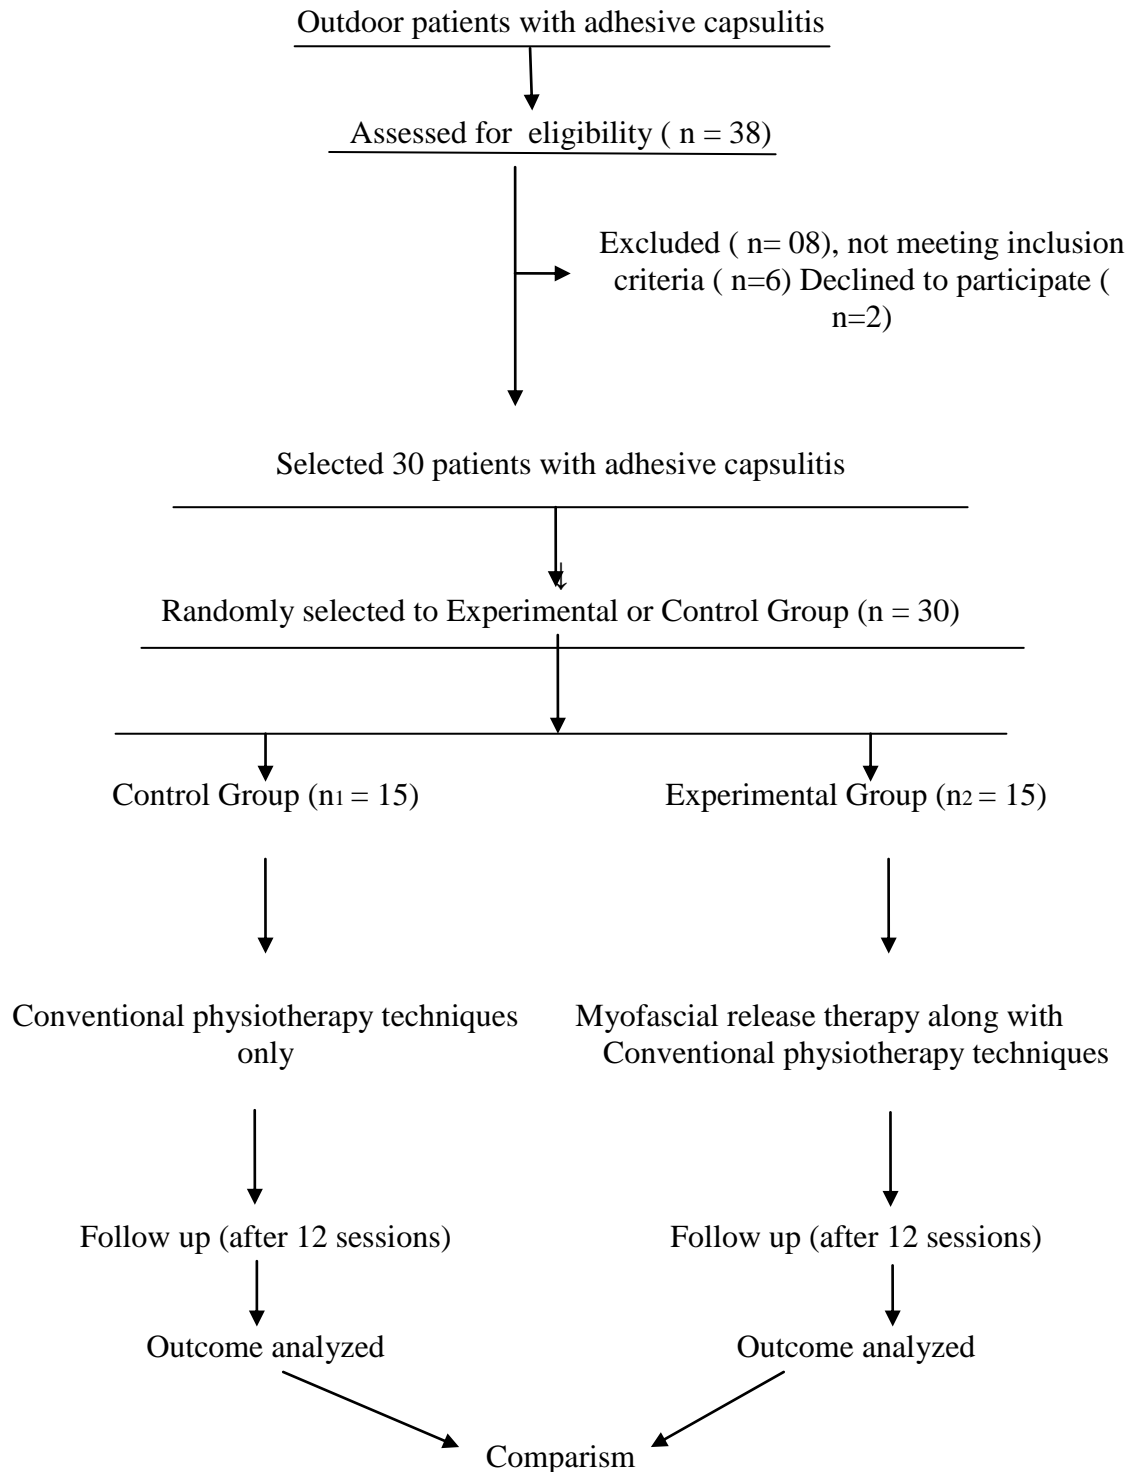 Outdoor patients with adhesive capsulitis
Assessed for eligibility ( n = 38)
Excluded ( n= 08), not meeting inclusion
criteria ( n=6) Declined to participate (
n=2)
Selected 30 patients with adhesive capsulitis
↓
Randomly selected to Experimental or Control Group (n = 30)
Control Group (n1 = 15)
Experimental Group (n2 = 15)
Conventional physiotherapy techniques
only
Myofascial release therapy along with
Conventional physiotherapy techniques
Follow up (after 12 sessions)
Follow up (after 12 sessions)
Outcome analyzed
Outcome analyzed
Comparism